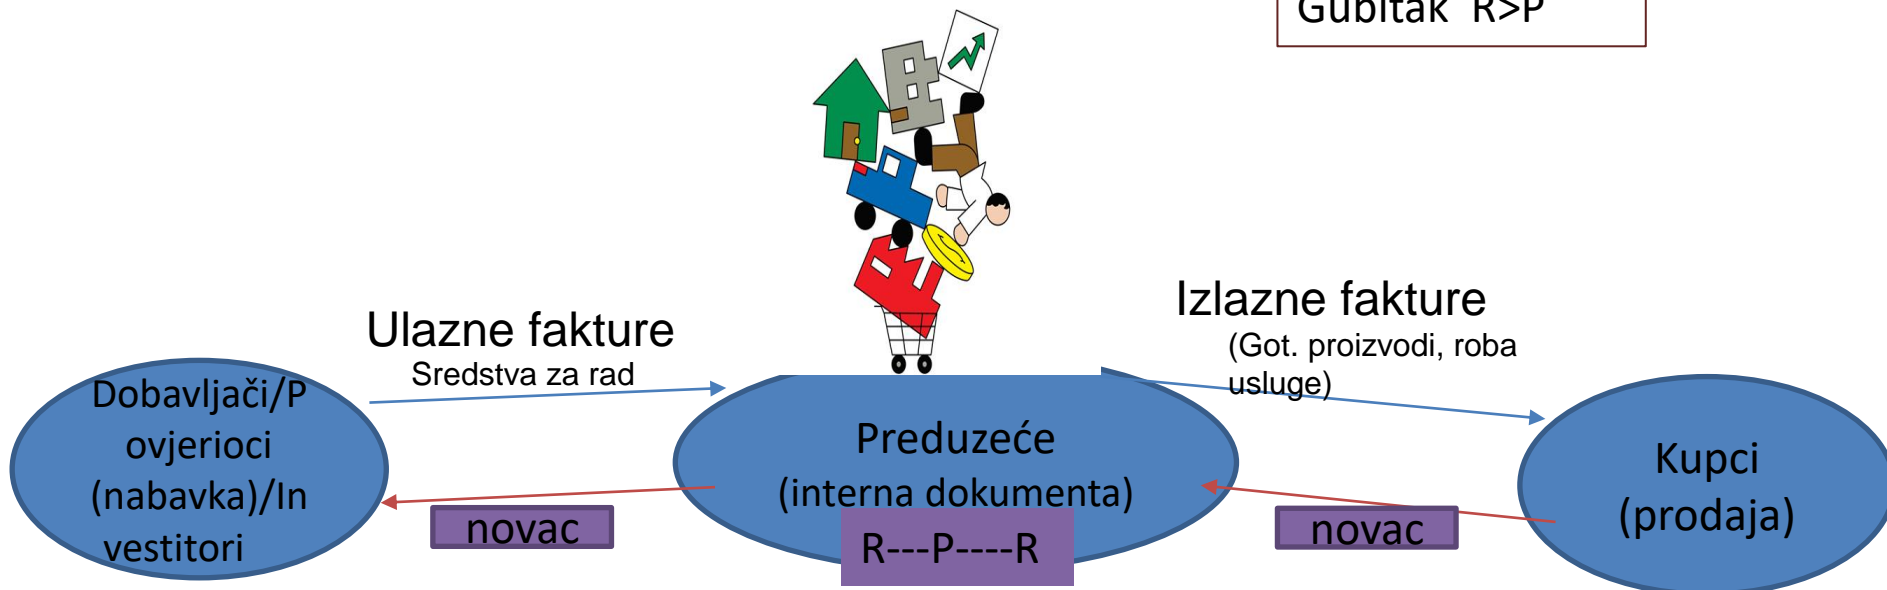 Gubitak R>P
Izlazne fakture
(Got. proizvodi, roba
usluge)
Ulazne fakture
Sredstva za rad
Dobavljači/P
ovjerioci
(nabavka)/In
vestitori
Preduzeće
(interna dokumenta)
R---P----R
Kupci
(prodaja)
novac
novac